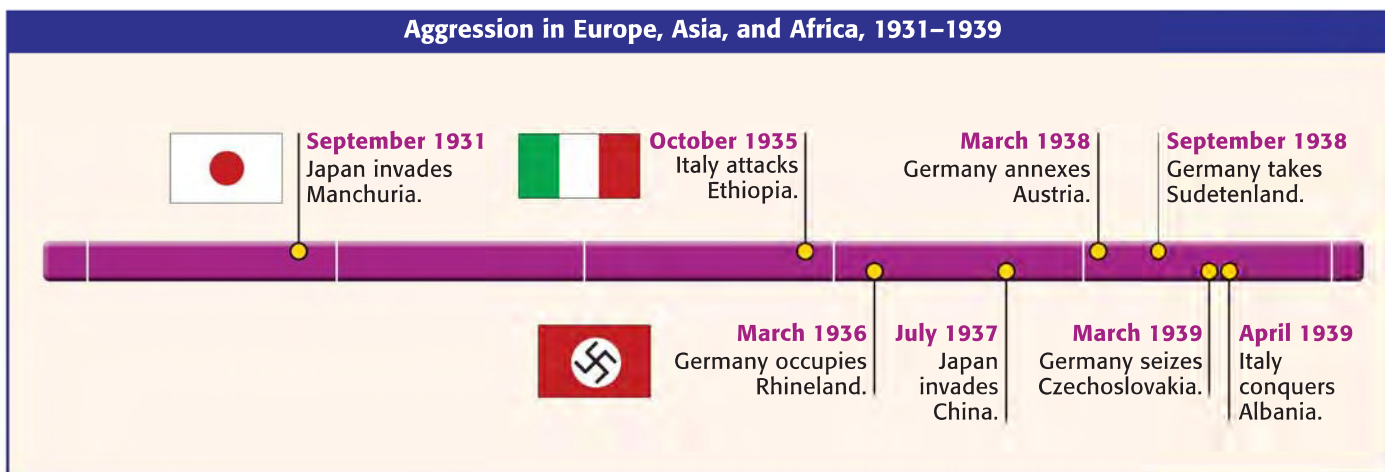 Aggression in Europe, Asia, and Africa, 1931–1939
September 1931
Japan invades
Manchuria.
October 1935
Italy attacks
Ethiopia.
March 1938
Germany annexes
Austria.
September 1938
Germany takes
Sudetenland.
March 1936
Germany occupies
Rhineland.
July 1937
Japan
invades
China.
March 1939
Germany seizes
Czechoslovakia.
April 1939
Italy
conquers
Albania.